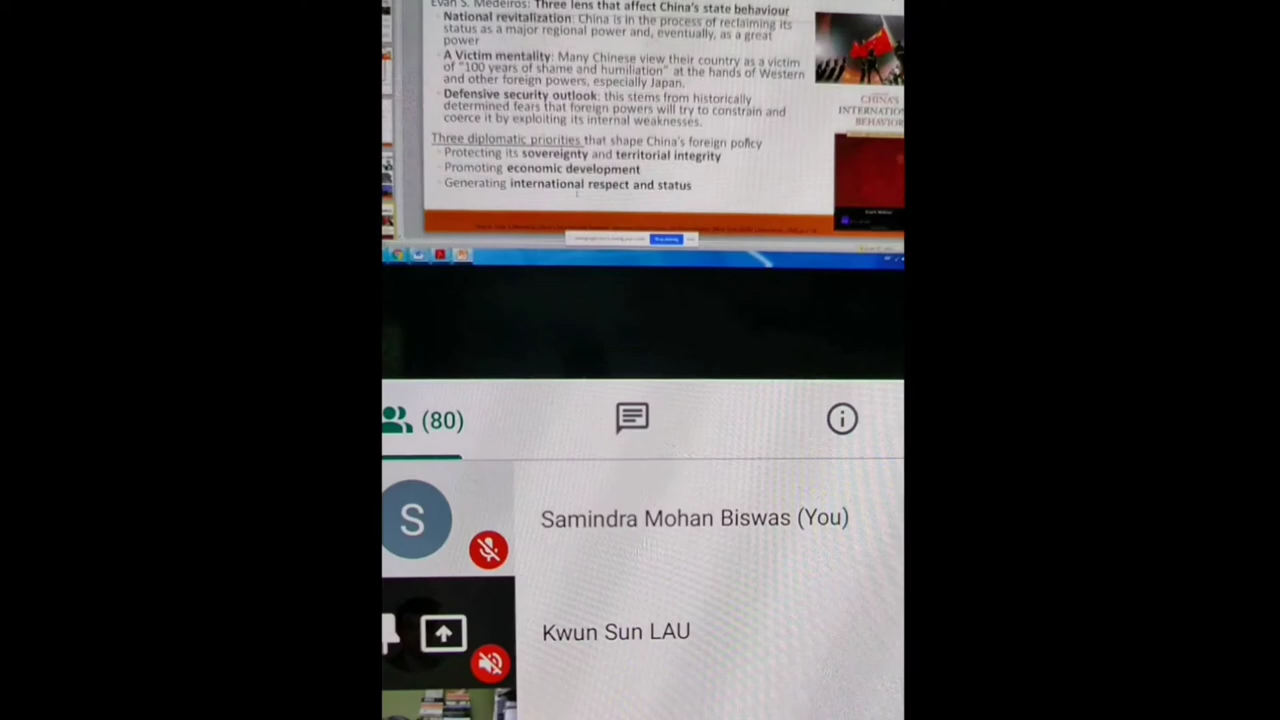 Evan S. Medeiros: Three lens that affect China's state behaviour
National revitalization: China is in the process of reclaiming its
status as a major regional power and, eventually, as a great
power
A Victim mentality: Many Chinese view their country as a victim
of "100 years of shame and humiliation" at the hands of Western
and other foreign powers, especially Japan.
Defensive security outlook: this stems from historically
determined fears that foreign powers will try to constrain and
coerce it by exploiting its internal weaknesses.
CHINA'S
INTERNATIONAL
BEHAVIOR
Three diplomatic priorities that shape China's foreign policy
Protecting its sovereignty and territorial integrity
Promoting economic development
Generating international respect and status
(80)
S
Samindra Mohan Biswas (You)
Kwun Sun LAU